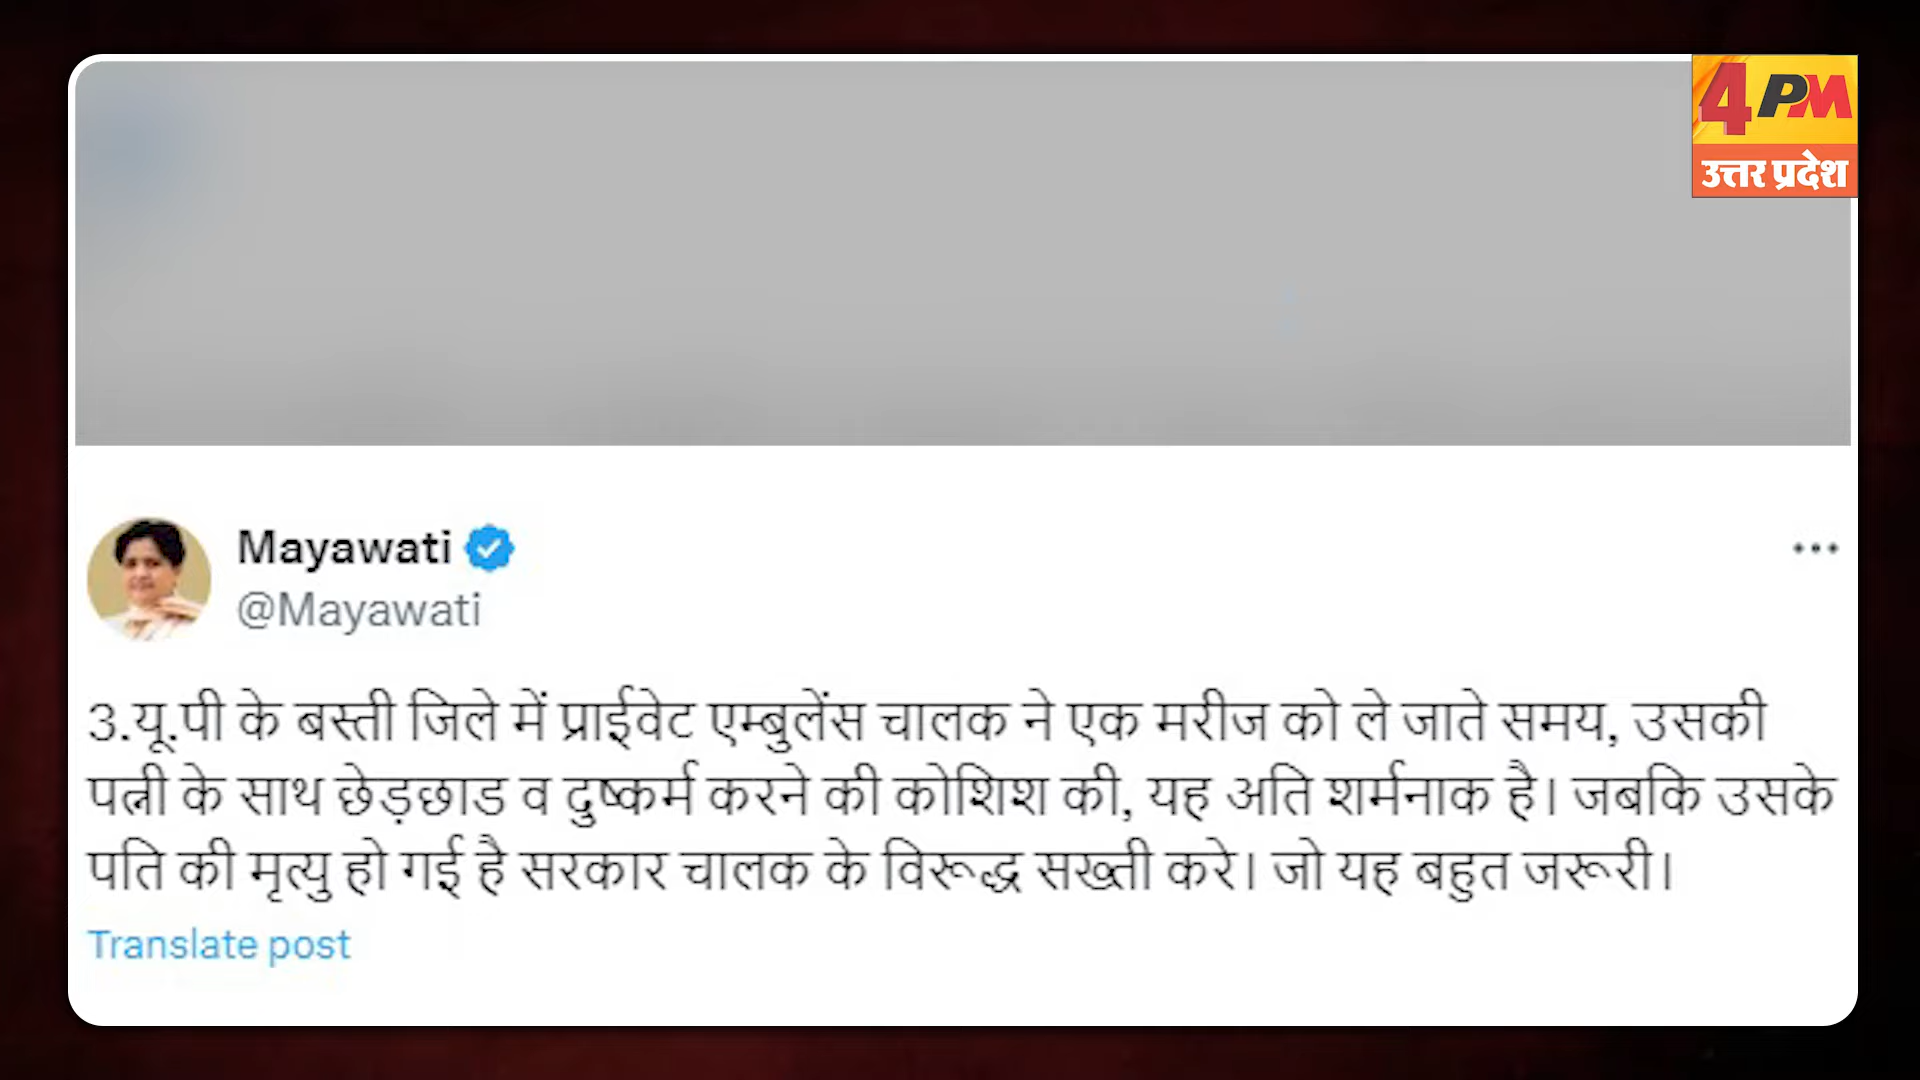 4PM
उत्तर प्रदेश
Mayawati
@Mayawati
3.यू.पी के बस्ती जिले में प्राईवेट एम्बुलेंस चालक ने एक मरीज को ले जाते समय, उसकी
पत्नी के साथ छेड़छाड व दुष्कर्म करने की कोशिश की, यह अति शर्मनाक है। जबकि उसके
पति की मृत्यु हो गई है सरकार चालक के विरूद्ध सख्ती करे। जो यह बहुत जरूरी।
Translate post